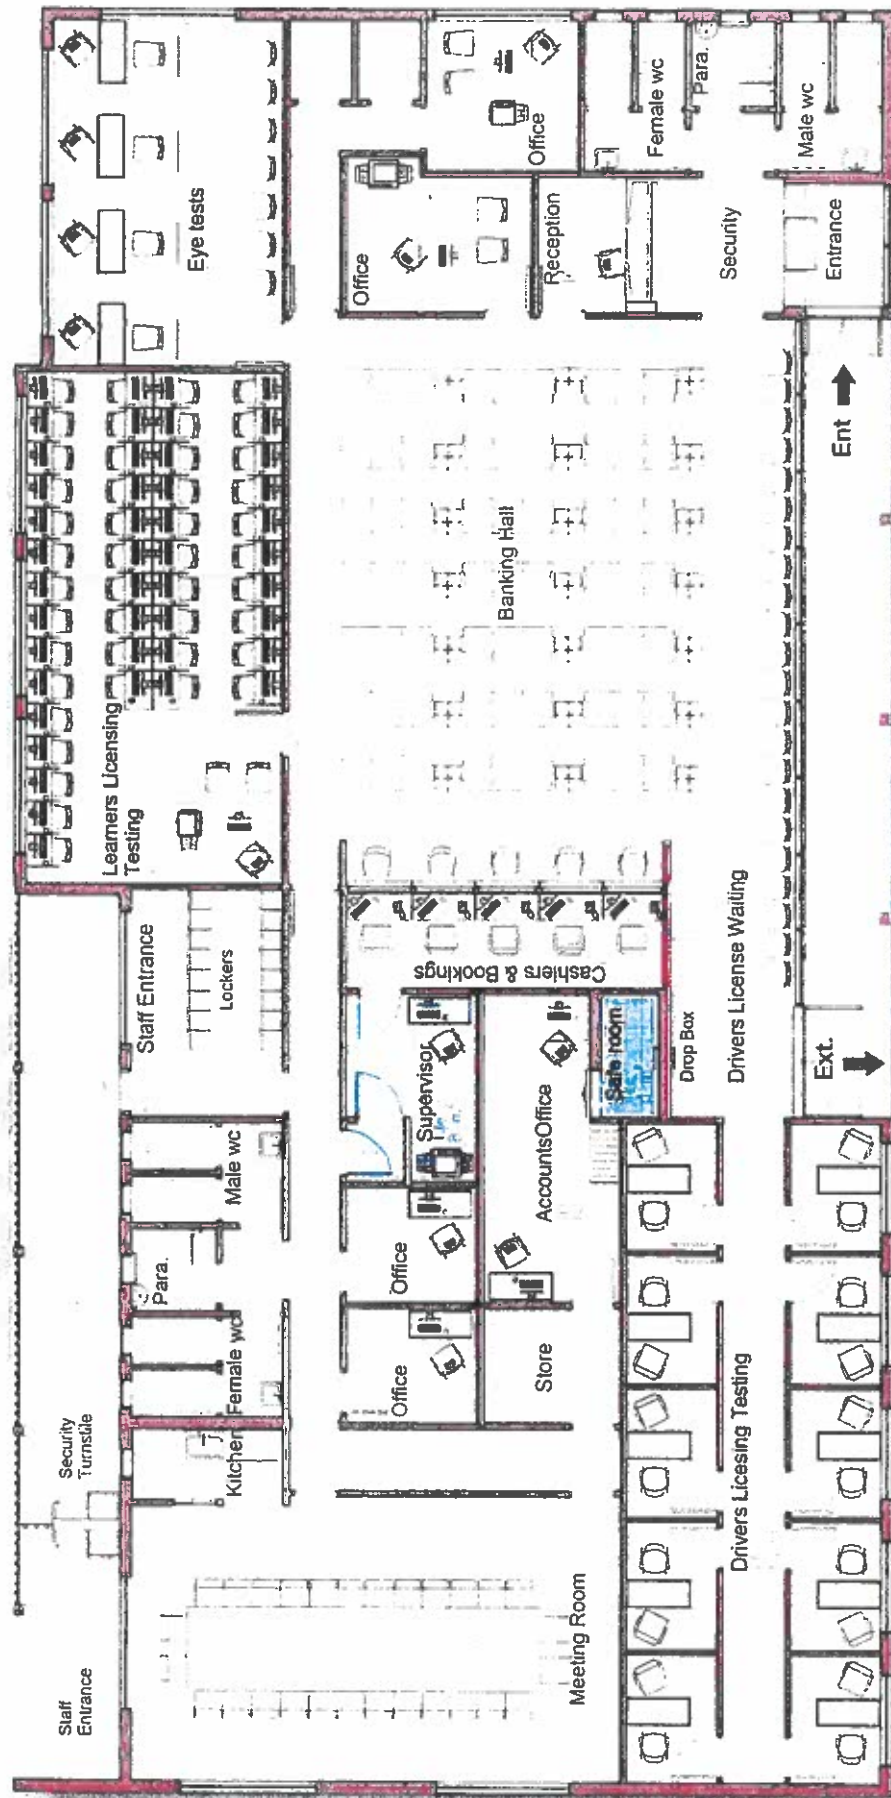 Staff
Entrance
Security
Turnstile
Staff Entrance
Lockers
Kitchen
Female wc
Para.
Male wc
Learners Licensing
Testing
Eye tests
Meeting Room
Office
Office
Supervisor
Cashiers & Bookings
Store
AccountsOffice
Safe room
Drop Box
Banking Hall
Office
Office
Reception
Female wc
Para.
Male wc
Security
Entrance
Drivers Licesing Testing
Drivers License Waiting
Ext.
Ent